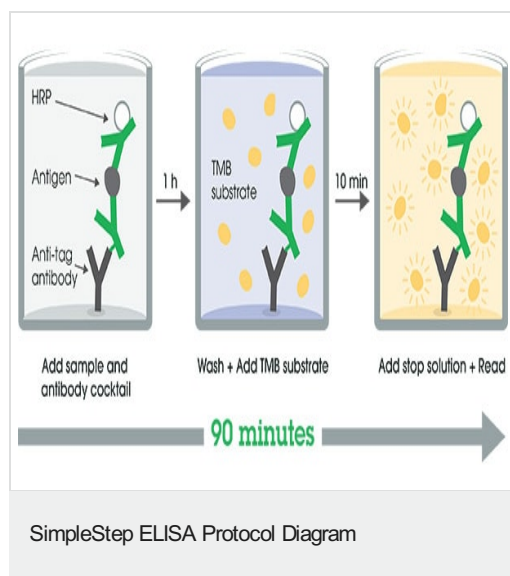 HRP
Antigen
Anti-tag
antibody
1 h
TMB
substrate
10 min
Add sample and
antibody cocktail
Wash + Add TMB substrate
Add stop solution + Read
90 minutes
SimpleStep ELISA Protocol Diagram